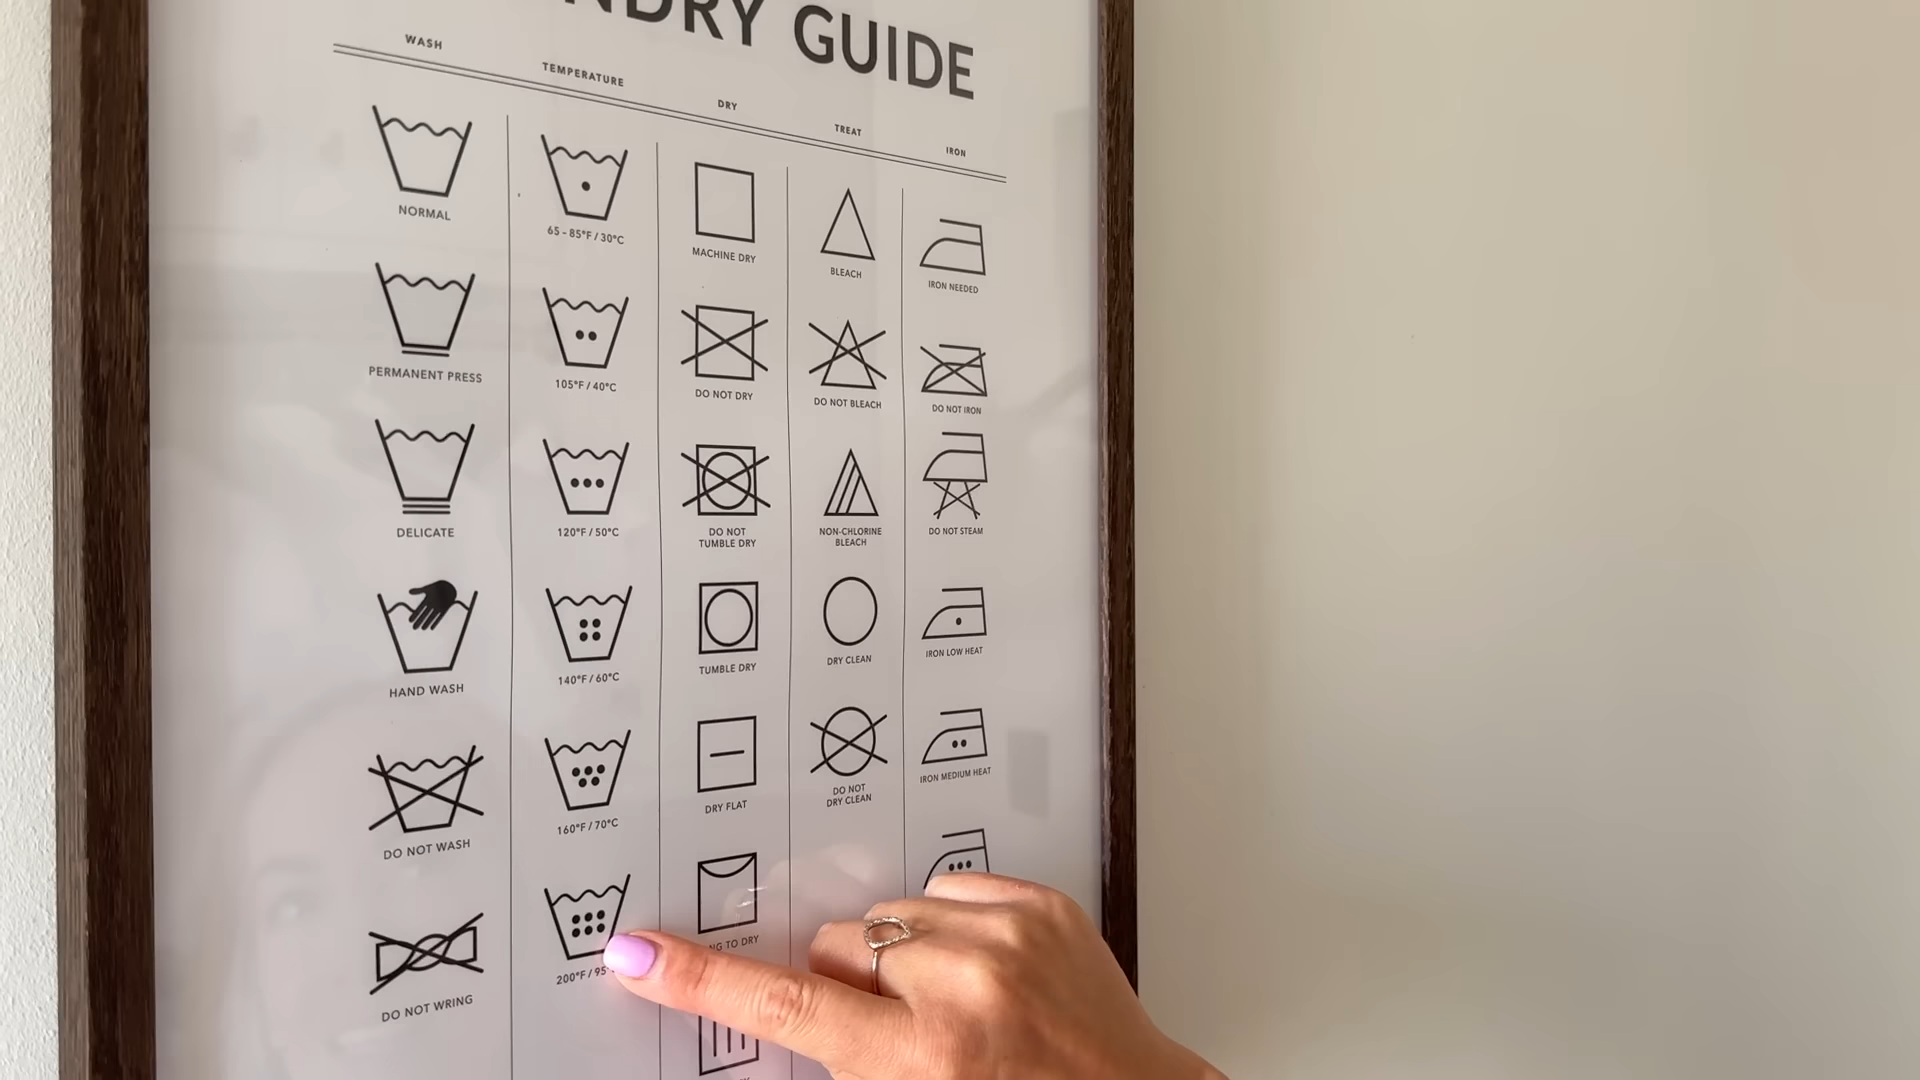 GUIDE
WASH
TEMPERATURE
DRY
TREAT
IRON
NORMAL
PERMANENT PRESS
DELICATE
HAND WASH
DO NOT WASH
DO NOT WRING
65 - 85°F / 30°C
105°F / 40°C
120°F / 50°C
140°F / 60°C
160°F / 70°C
200°F / 95
MACHINE DRY
DO NOT DRY
DO NOT
TUMBLE DRY
TUMBLE DRY
DRY FLAT
TO DRY
BLEACH
DO NOT BLEACH
NON-CHLORINE
BLEACH
DRY CLEAN
DO NOT
DRY CLEAN
IRON NEEDED
DO NOT IRON
DO NOT STEAM
IRON LOW HEAT
IRON MEDIUM HEAT